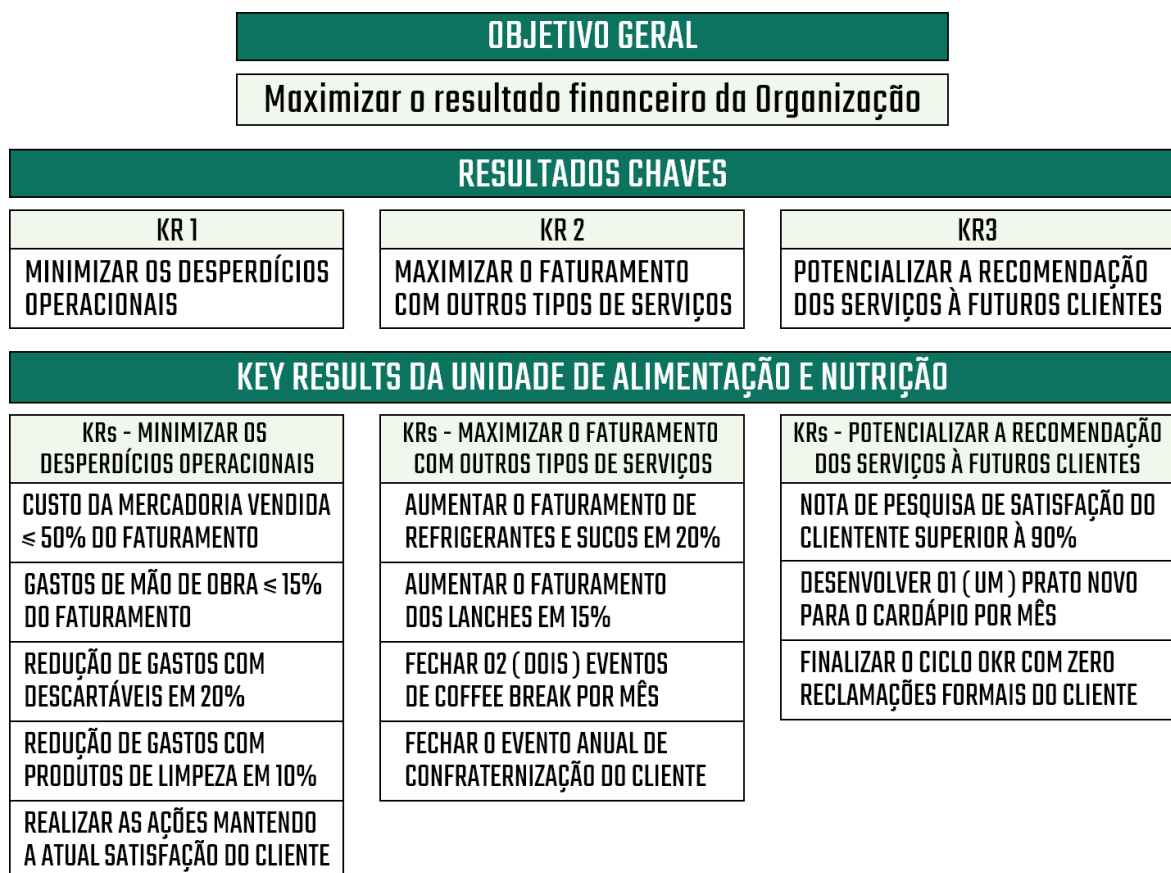 OBJETIVO GERAL
Maximizar o resultado financeiro da Organização
RESULTADOS CHAVES
KR 1
MINIMIZAR OS DESPERDÍCIOS
OPERACIONAIS
KR 2
MAXIMIZAR O FATURAMENTO
COM OUTROS TIPOS DE SERVIÇOS
KR3
POTENCIALIZAR A RECOMENDAÇÃO
DOS SERVIÇOS À FUTUROS CLIENTES
KEY RESULTS DA UNIDADE DE ALIMENTAÇÃO E NUTRIÇÃO
KRs - MINIMIZAR OS
DESPERDÍCIOS OPERACIONAIS
CUSTO DA MERCADORIA VENDIDA
≤ 50% DO FATURAMENTO
GASTOS DE MÃO DE OBRA ≤ 15%
DO FATURAMENTO
REDUÇÃO DE GASTOS COM
DESCARTÁVEIS EM 20%
REDUÇÃO DE GASTOS COM
PRODUTOS DE LIMPEZA EM 10%
REALIZAR AS AÇÕES MANTENDO
A ATUAL SATISFAÇÃO DO CLIENTE
KRs - MAXIMIZAR O FATURAMENTO
COM OUTROS TIPOS DE SERVIÇOS
AUMENTAR O FATURAMENTO DE
REFRIGERANTES E SUCOS EM 20%
AUMENTAR O FATURAMENTO
DOS LANCHES EM 15%
FECHAR 02 ( DOIS ) EVENTOS
DE COFFEE BREAK POR MÊS
FECHAR O EVENTO ANUAL DE
CONFRATERNIZAÇÃO DO CLIENTE
KRs - POTENCIALIZAR A RECOMENDAÇÃO
DOS SERVIÇOS À FUTUROS CLIENTES
NOTA DE PESQUISA DE SATISFAÇÃO DO
CLIENTENTE SUPERIOR À 90%
DESENVOLVER 01 ( UM ) PRATO NOVO
PARA O CARDÁPIO POR MÊS
FINALIZAR O CICLO OKR COM ZERO
RECLAMAÇÕES FORMAIS DO CLIENTE